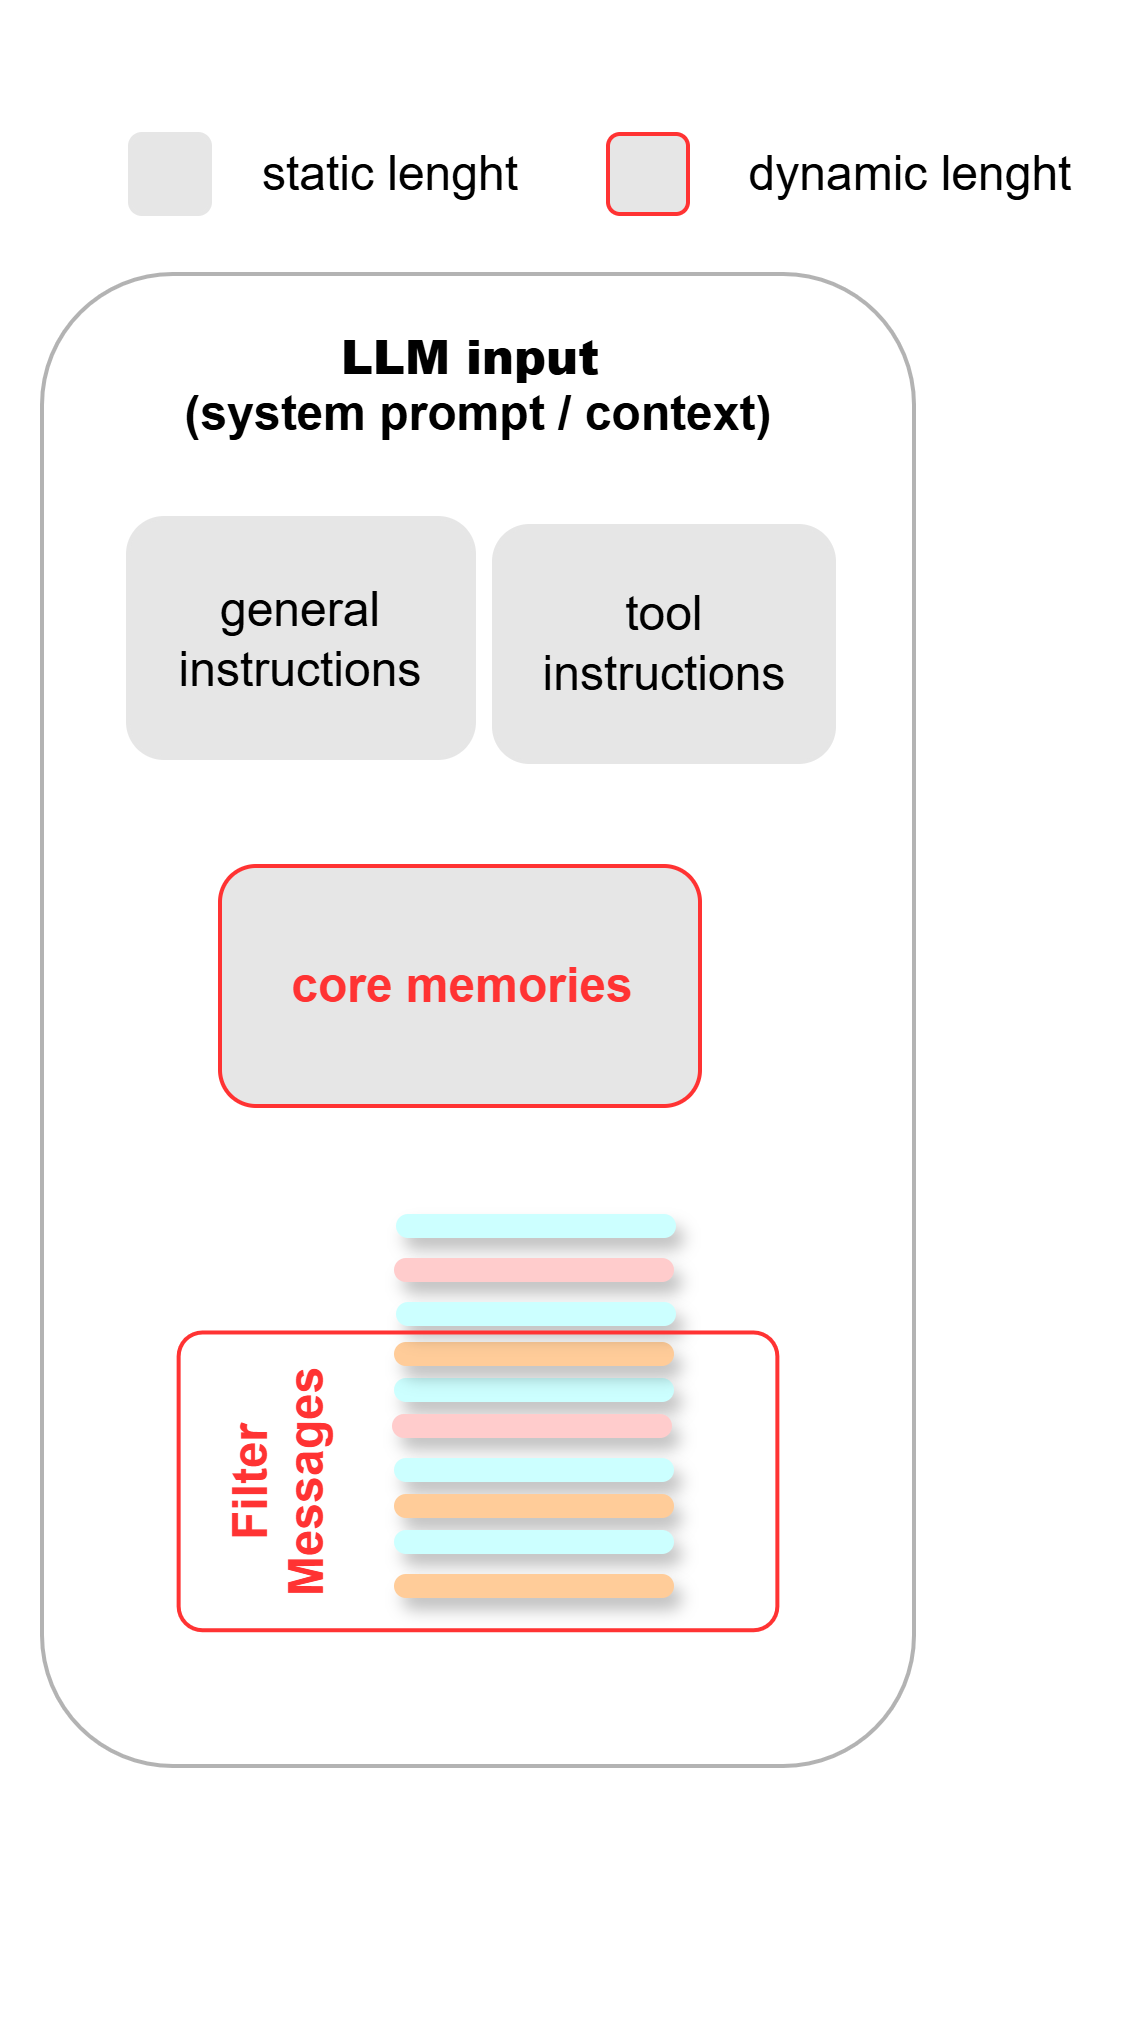 static lenght
dynamic lenght
LLM input
(system prompt / context)
general
instructions
tool
instructions
core memories
Filter
Messages